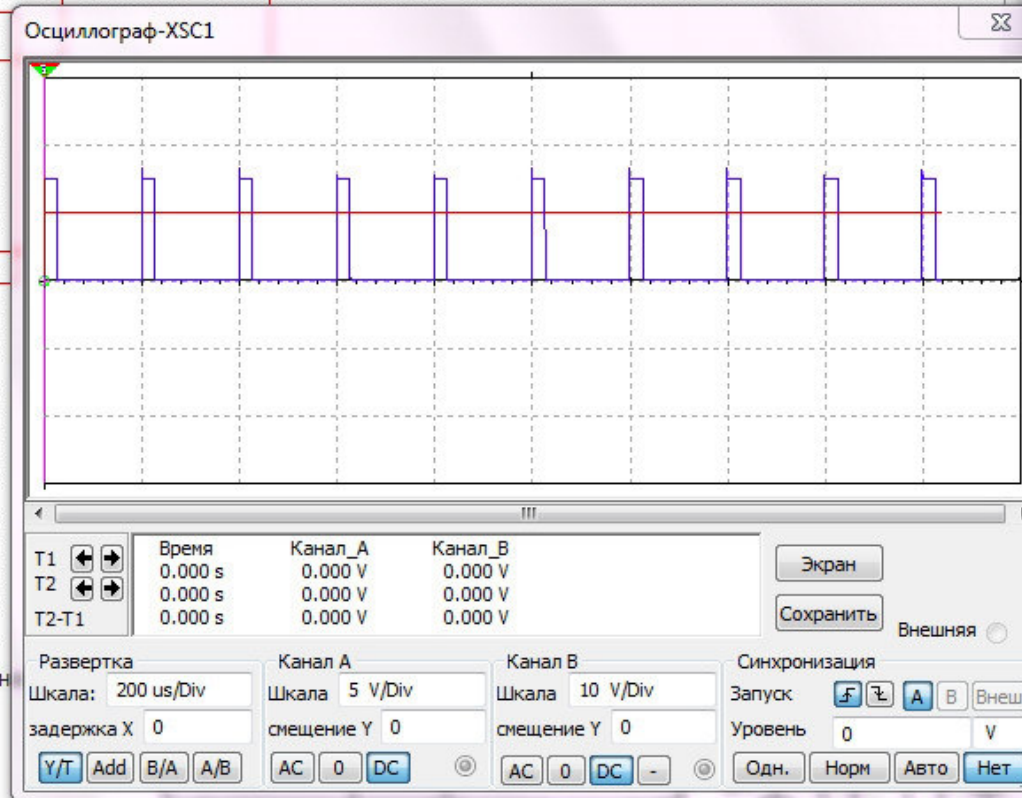 Осциллограф-XSC1
T1
T2
T2-T1
Время Канал_A Канал_B
0.000 s 0.000 V 0.000 V
0.000 s 0.000 V 0.000 V
0.000 s 0.000 V 0.000 V
Экран
Сохранить
Внешняя
Развертка
Шкала: 200 us/Div
задержка X 0
Y/T Add B/A A/B
Канал A
Шкала 5 V/Div
смещение Y 0
AC 0 DC
Канал B
Шкала 10 V/Div
смещение Y 0
AC 0 DC -
Синхронизация
Запуск A B Внеш
Уровень 0 V
Одн. Норм Авто Нет
н